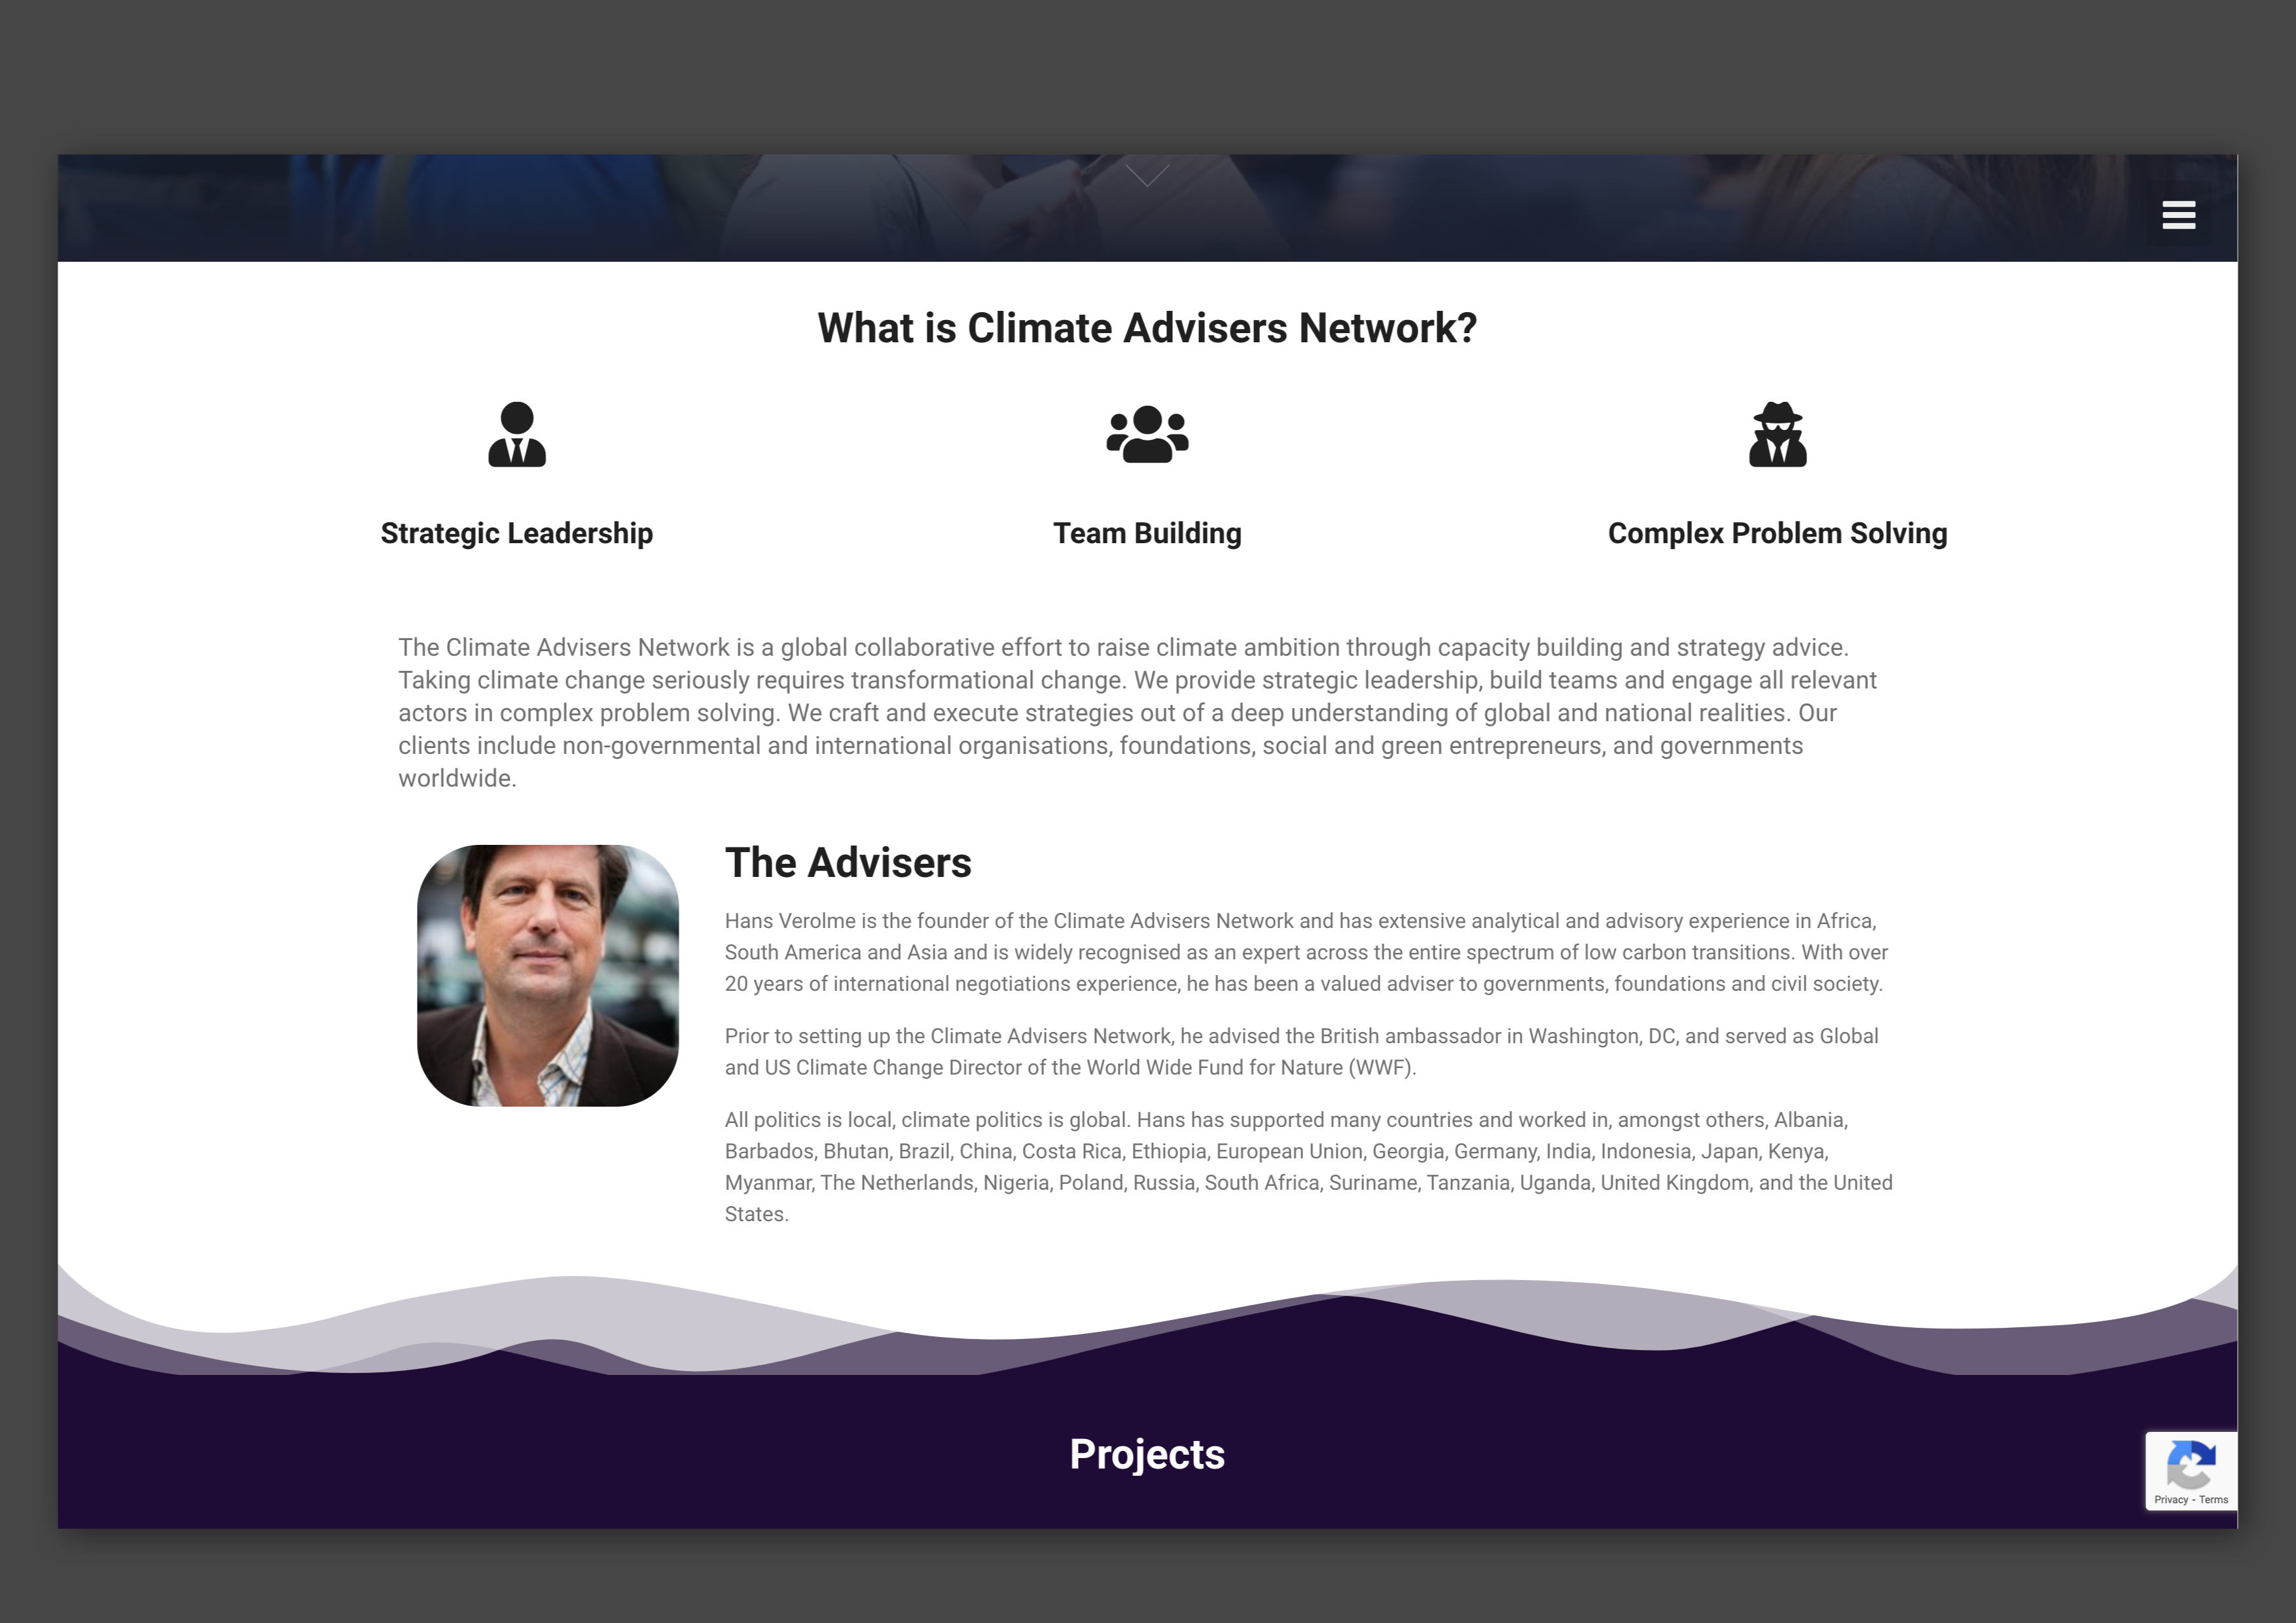 What is Climate Advisers Network?
Strategic Leadership
Team Building
Complex Problem Solving
The Climate Advisers Network is a global collaborative effort to raise climate ambition through capacity building and strategy advice.
Taking climate change seriously requires transformational change. We provide strategic leadership, build teams and engage all relevant
actors in complex problem solving. We craft and execute strategies out of a deep understanding of global and national realities. Our
clients include non-governmental and international organisations, foundations, social and green entrepreneurs, and governments
worldwide.
The Advisers
Hans Verolme is the founder of the Climate Advisers Network and has extensive analytical and advisory experience in Africa,
South America and Asia and is widely recognised as an expert across the entire spectrum of low carbon transitions. With over
20 years of international negotiations experience, he has been a valued adviser to governments, foundations and civil society.
Prior to setting up the Climate Advisers Network, he advised the British ambassador in Washington, DC, and served as Global
and US Climate Change Director of the World Wide Fund for Nature (WWF).
All politics is local, climate politics is global. Hans has supported many countries and worked in, amongst others, Albania,
Barbados, Bhutan, Brazil, China, Costa Rica, Ethiopia, European Union, Georgia, Germany, India, Indonesia, Japan, Kenya,
Myanmar, The Netherlands, Nigeria, Poland, Russia, South Africa, Suriname, Tanzania, Uganda, United Kingdom, and the United
States.
Projects
Privacy - Terms